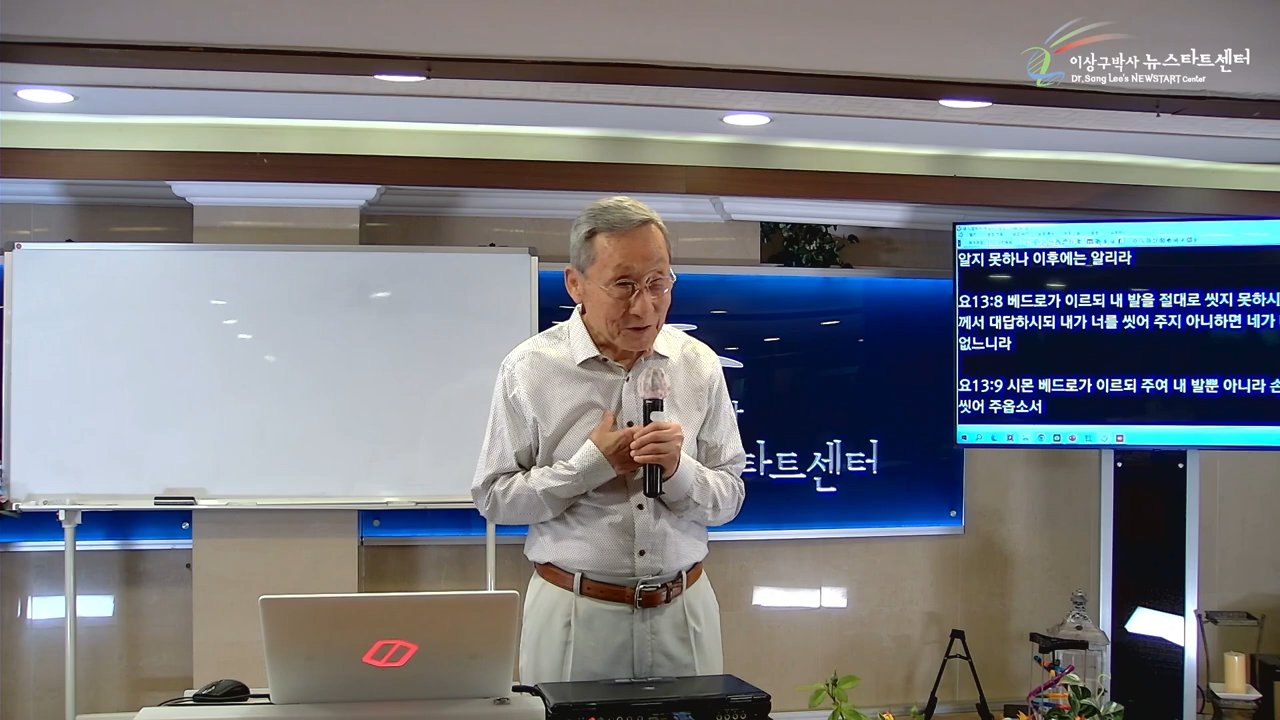 이상구박사 뉴스타트센터
Dr. Sang Lee's NEWSTART Center
알지 못하나 이후에는 알리라
요13:8 베드로가 이르되 내 발을 절대로 씻지 못하시
께서 대답하시되 내가 너를 씻어 주지 아니하면 네가
없느니라
요13:9 시몬 베드로가 이르되 주여 내 발뿐 아니라 손
씻어 주옵소서
타트센터